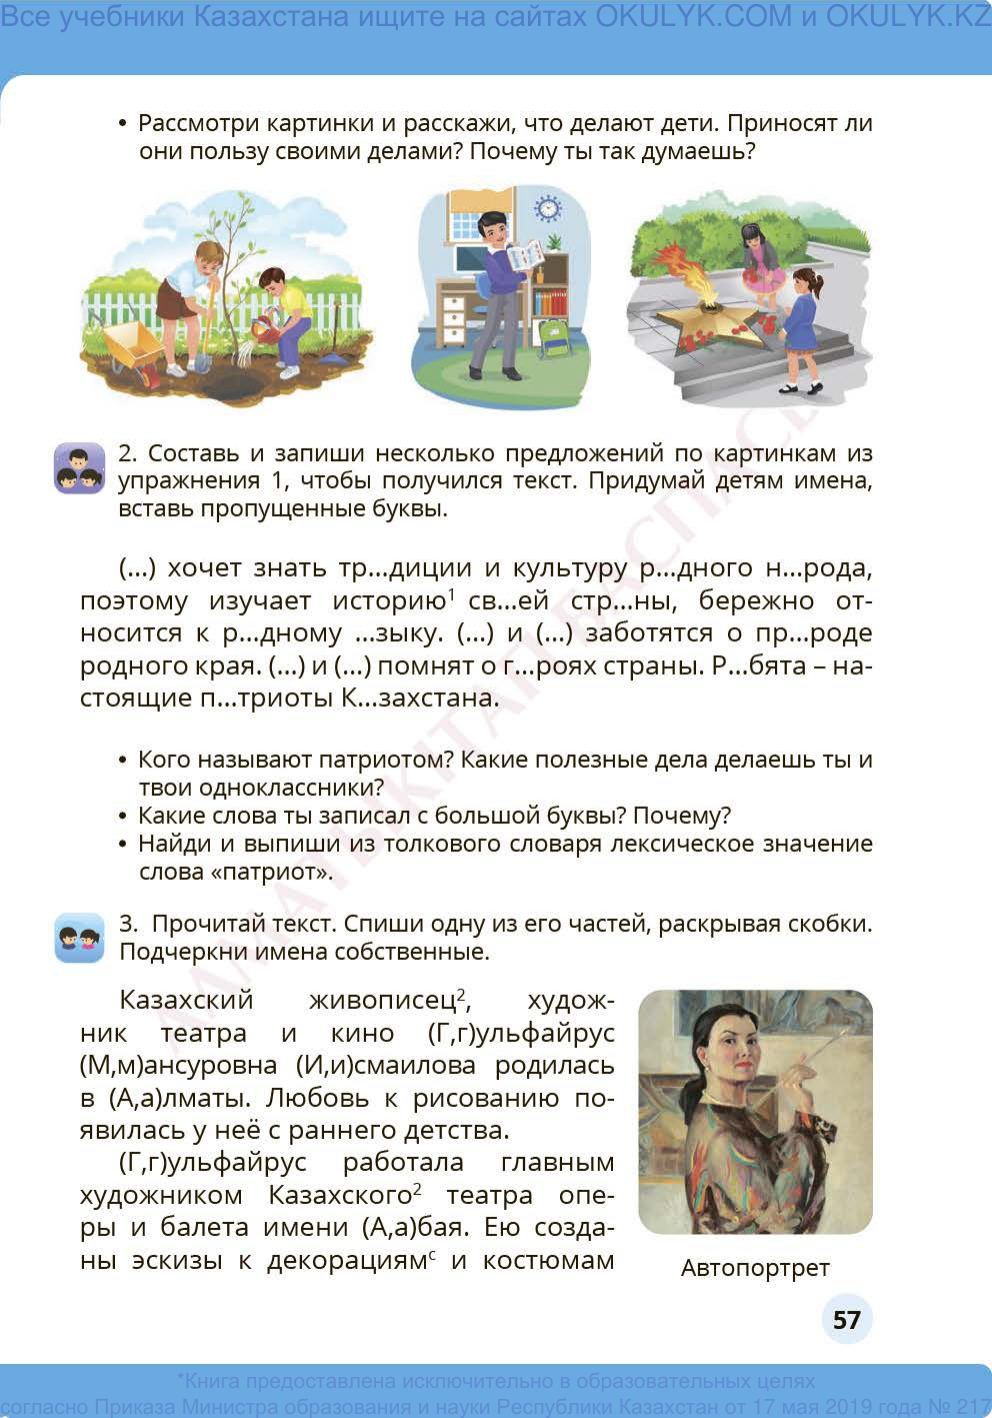 Все учебники Казахстана ищите на сайтах OKULYK.COM и OKULYK.KZ
• Рассмотри картинки и расскажи, что делают дети. Приносят ли
они пользу своими делами? Почему ты так думаешь?
2. Составь и запиши несколько предложений по картинкам из
упражнения 1, чтобы получился текст. Придумай детям имена,
вставь пропущенные буквы.
(...) хочет знать тр...диции и культуру р...дного н...рода,
поэтому изучает историю¹ св...ей стр...ны, бережно от-
носится к р...дному ...зыку. (...) и (...) заботятся о пр...роде
родного края. (...) и (...) помнят о г...роях страны. Р...бята – на-
стоящие п...триоты К...захстана.
• Кого называют патриотом? Какие полезные дела делаешь ты и
твои одноклассники?
• Какие слова ты записал с большой буквы? Почему?
• Найди и выпиши из толкового словаря лексическое значение
слова «патриот».
3. Прочитай текст. Спиши одну из его частей, раскрывая скобки.
Подчеркни имена собственные.
Казахский живописец², худож-
ник театра и кино (Г,г)ульфайрус
(М,м)ансуровна (И,и)смаилова родилась
в (А,а)лматы. Любовь к рисованию по-
явилась у неё с раннего детства.
(Г,г)ульфайрус работала главным
художником Казахского² театра опе-
ры и балета имени (А,а)бая. Ею созда-
ны эскизы к декорациямᶜ и костюмам
Автопортрет
57
АЛМАТЫКІТАП БАСПАСЫ
*Книга предоставлена исключительно в образовательных целях
согласно Приказа Министра образования и науки Республики Казахстан от 17 мая 2019 года № 217